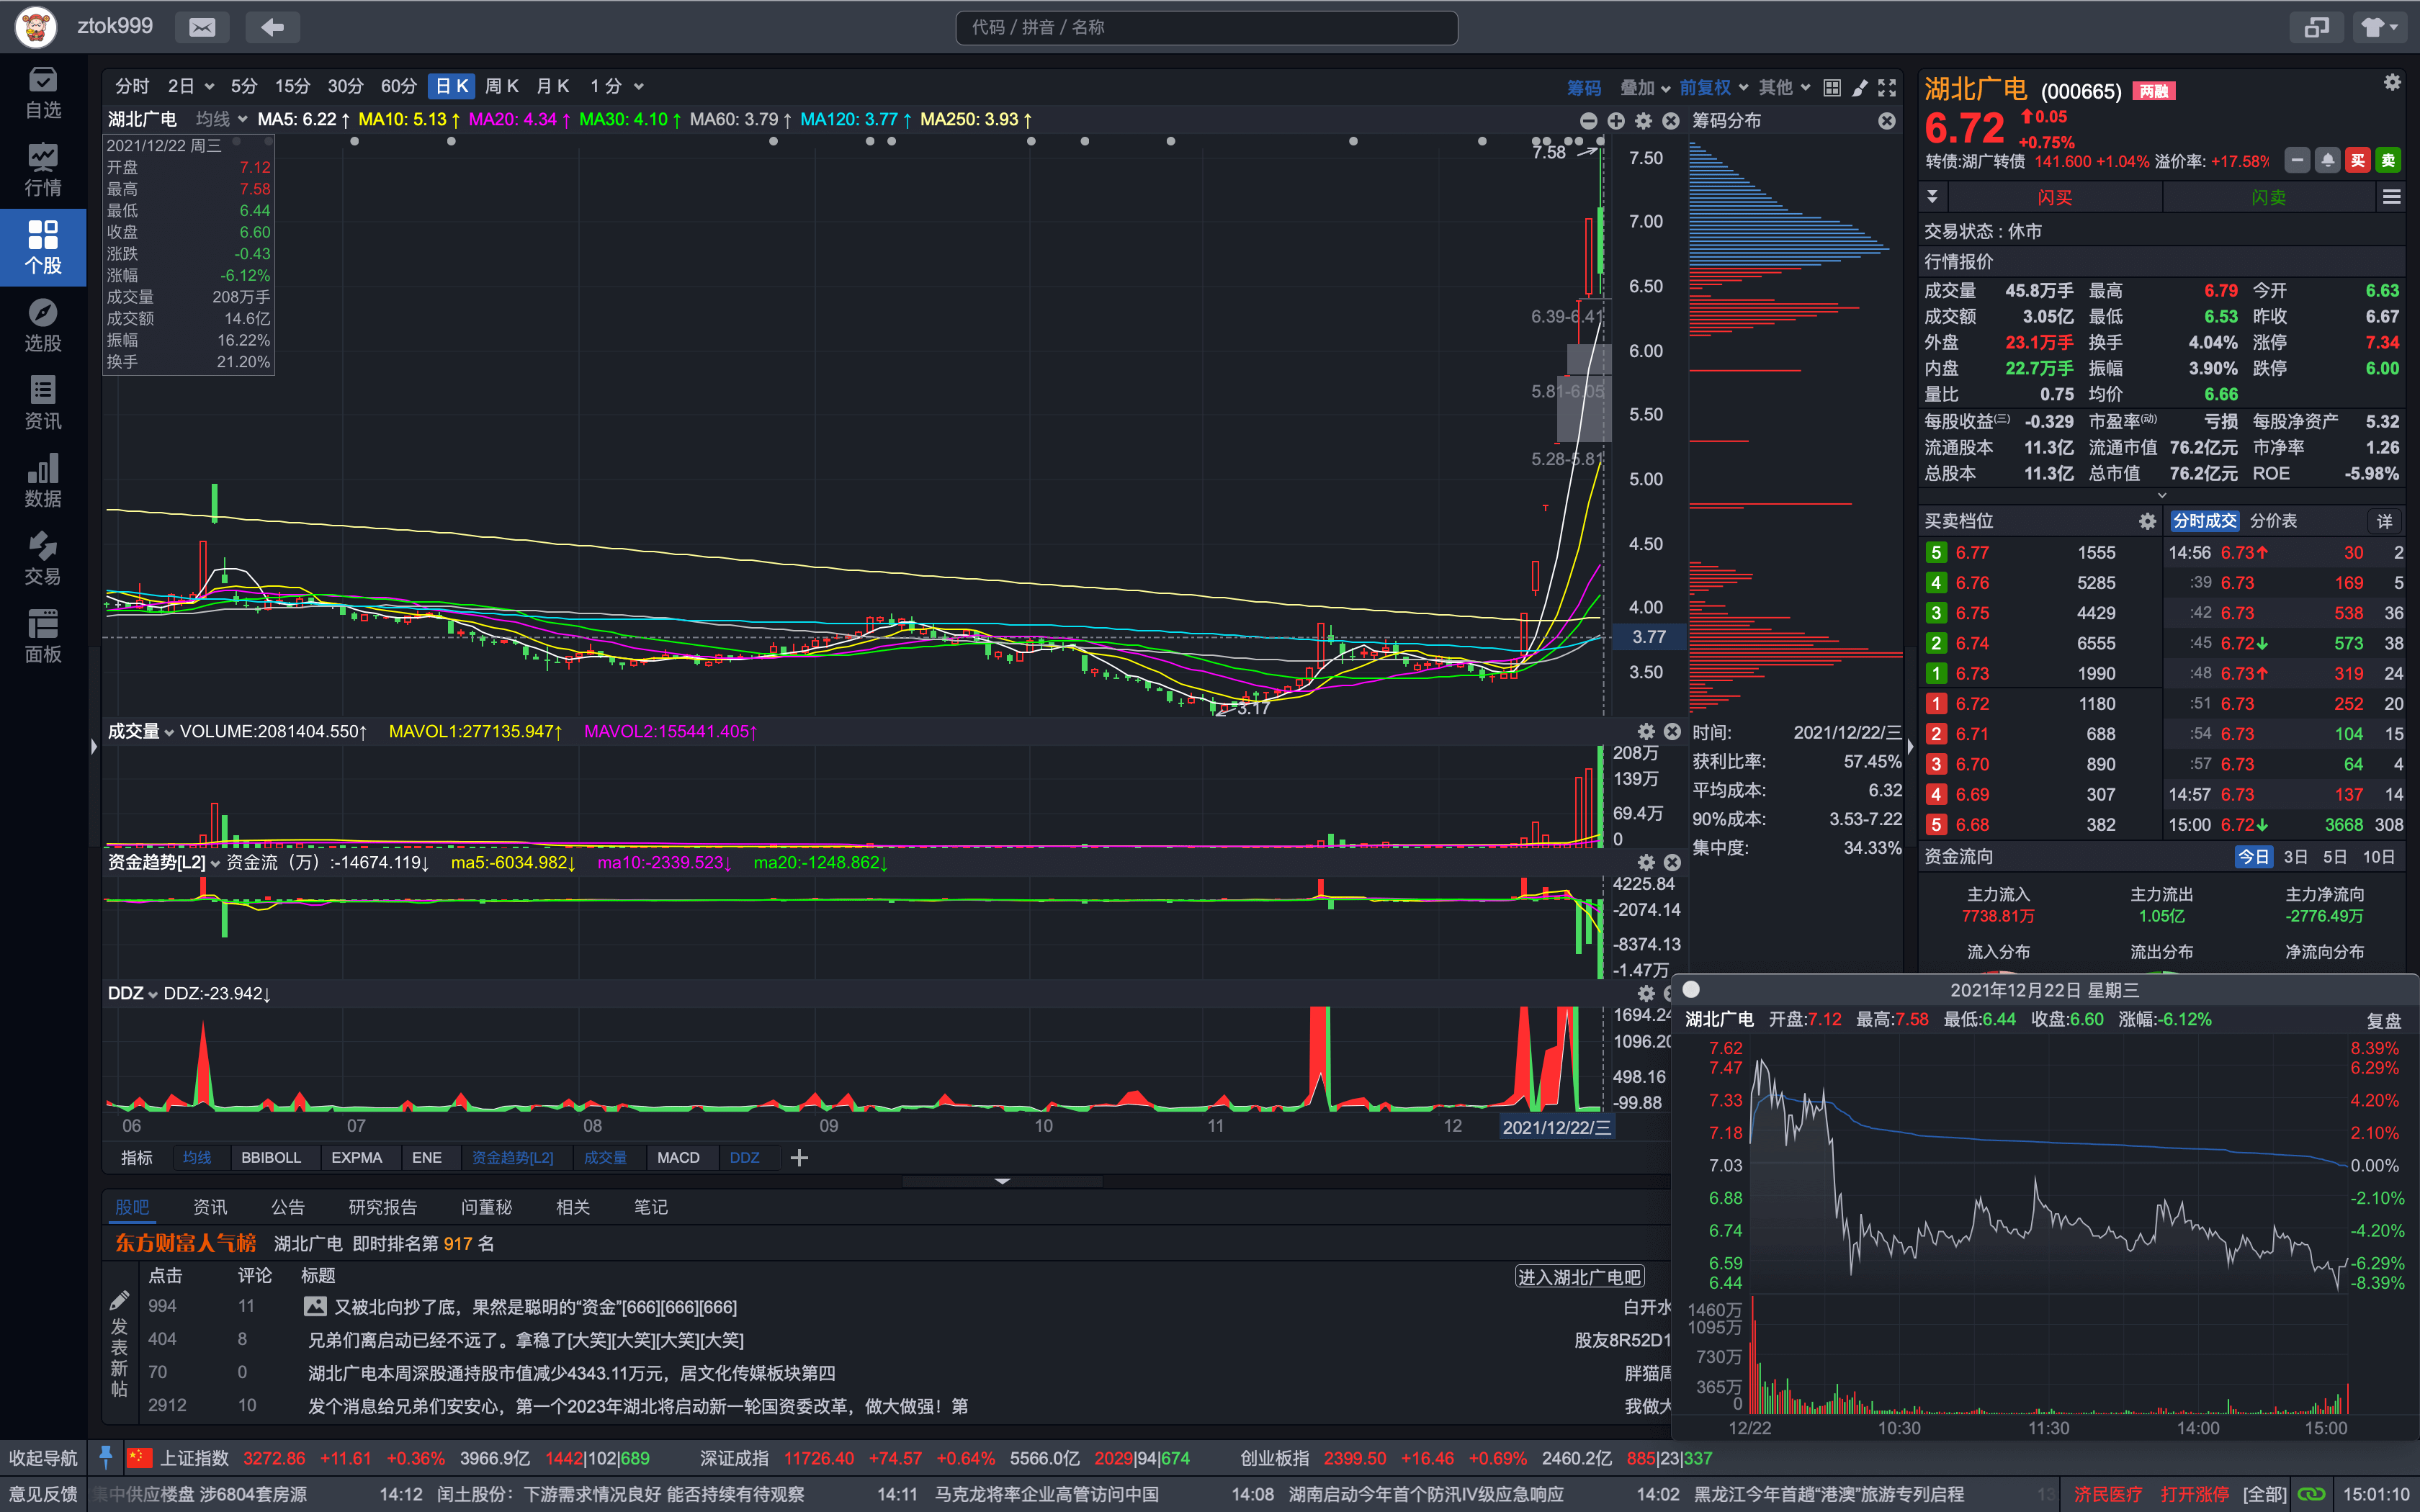 ztok999
代码 / 拼音 / 名称
自选
行情
个股
选股
资讯
数据
交易
面板
分时 2日 5分 15分 30分 60分 日K 周K 月K 1分 筹码 叠加 前复权 其他
湖北广电 均线 MA5: 6.22↑ MA10: 5.13↑ MA20: 4.34↑ MA30: 4.10↑ MA60: 3.79↑ MA120: 3.77↑ MA250: 3.93↑
筹码分布
2021/12/22 周三
开盘 7.12
最高 7.58
最低 6.44
收盘 6.60
涨跌 -0.43
涨幅 -6.12%
成交量 208万手
成交额 14.6亿
振幅 16.22%
换手 21.20%
7.58
6.39-6.41
5.81-6.05
5.28-5.81
3.17
7.50
7.00
6.50
6.00
5.50
5.00
4.50
4.00
3.77
3.50
成交量 VOLUME:2081404.550↑ MAVOL1:277135.947↑ MAVOL2:155441.405↑
208万
139万
69.4万
0
资金趋势[L2] 资金流（万）:-14674.119↓ ma5:-6034.982↓ ma10:-2339.523↓ ma20:-1248.862↓
4225.84
-2074.14
-8374.13
-1.47万
DDZ DDZ:-23.942↓
1694.24
1096.20
498.16
-99.88
06 07 08 09 10 11 12 2021/12/22/三
指标 均线 BBIBOLL EXPMA ENE 资金趋势[L2] 成交量 MACD DDZ
时间: 2021/12/22/三
获利比率: 57.45%
平均成本: 6.32
90%成本: 3.53-7.22
集中度: 34.33%
股吧 资讯 公告 研究报告 问董秘 相关 笔记
东方财富人气榜 湖北广电 即时排名第 917 名
点击 评论 标题 进入湖北广电吧
发表新帖
994 11 又被北向抄了底，果然是聪明的“资金”[666][666][666] 白开水
404 8 兄弟们离启动已经不远了。拿稳了[大笑][大笑][大笑][大笑] 股友8R52D1
70 0 湖北广电本周深股通持股市值减少4343.11万元，居文化传媒板块第四 胖猫周
2912 10 发个消息给兄弟们安安心，第一个2023年湖北将启动新一轮国资委改革，做大做强！第 我做大
湖北广电 (000665) 两融
6.72 0.05
+0.75%
转债:湖广转债 141.600 +1.04% 溢价率: +17.58% 买 卖
闪买 闪卖
交易状态 : 休市
行情报价
成交量 45.8万手 最高 6.79 今开 6.63
成交额 3.05亿 最低 6.53 昨收 6.67
外盘 23.1万手 换手 4.04% 涨停 7.34
内盘 22.7万手 振幅 3.90% 跌停 6.00
量比 0.75 均价 6.66
每股收益(三) -0.329 市盈率(动) 亏损 每股净资产 5.32
流通股本 11.3亿 流通市值 76.2亿元 市净率 1.26
总股本 11.3亿 总市值 76.2亿元 ROE -5.98%
买卖档位 分时成交 分价表 详
5 6.77 1555 14:56 6.73↑ 30 2
4 6.76 5285 :39 6.73 169 5
3 6.75 4429 :42 6.73 538 36
2 6.74 6555 :45 6.72↓ 573 38
1 6.73 1990 :48 6.73↑ 319 24
1 6.72 1180 :51 6.73 252 20
2 6.71 688 :54 6.73 104 15
3 6.70 890 :57 6.73 64 4
4 6.69 307 14:57 6.73 137 14
5 6.68 382 15:00 6.72↓ 3668 308
资金流向 今日 3日 5日 10日
主力流入 主力流出 主力净流向
7738.81万 1.05亿 -2776.49万
流入分布 流出分布 净流向分布
2021年12月22日 星期三
湖北广电 开盘:7.12 最高:7.58 最低:6.44 收盘:6.60 涨幅:-6.12% 复盘
7.62 8.39%
7.47 6.29%
7.33 4.20%
7.18 2.10%
7.03 0.00%
6.88 -2.10%
6.74 -4.20%
6.59 -6.29%
6.44 -8.39%
1460万
1095万
730万
365万
0
12/22 10:30 11:30 14:00 15:00
收起导航 上证指数 3272.86 +11.61 +0.36% 3966.9亿 1442|102|689 深证成指 11726.40 +74.57 +0.64% 5566.0亿 2029|94|674 创业板指 2399.50 +16.46 +0.69% 2460.2亿 885|23|337
意见反馈 集中供应楼盘 涉6804套房源 14:12 闰土股份：下游需求情况良好 能否持续有待观察 14:11 马克龙将率企业高管访问中国 14:08 湖南启动今年首个防汛IV级应急响应 14:02 黑龙江今年首趟“港澳”旅游专列启程 13 济民医疗 打开涨停 [全部] 15:01:10